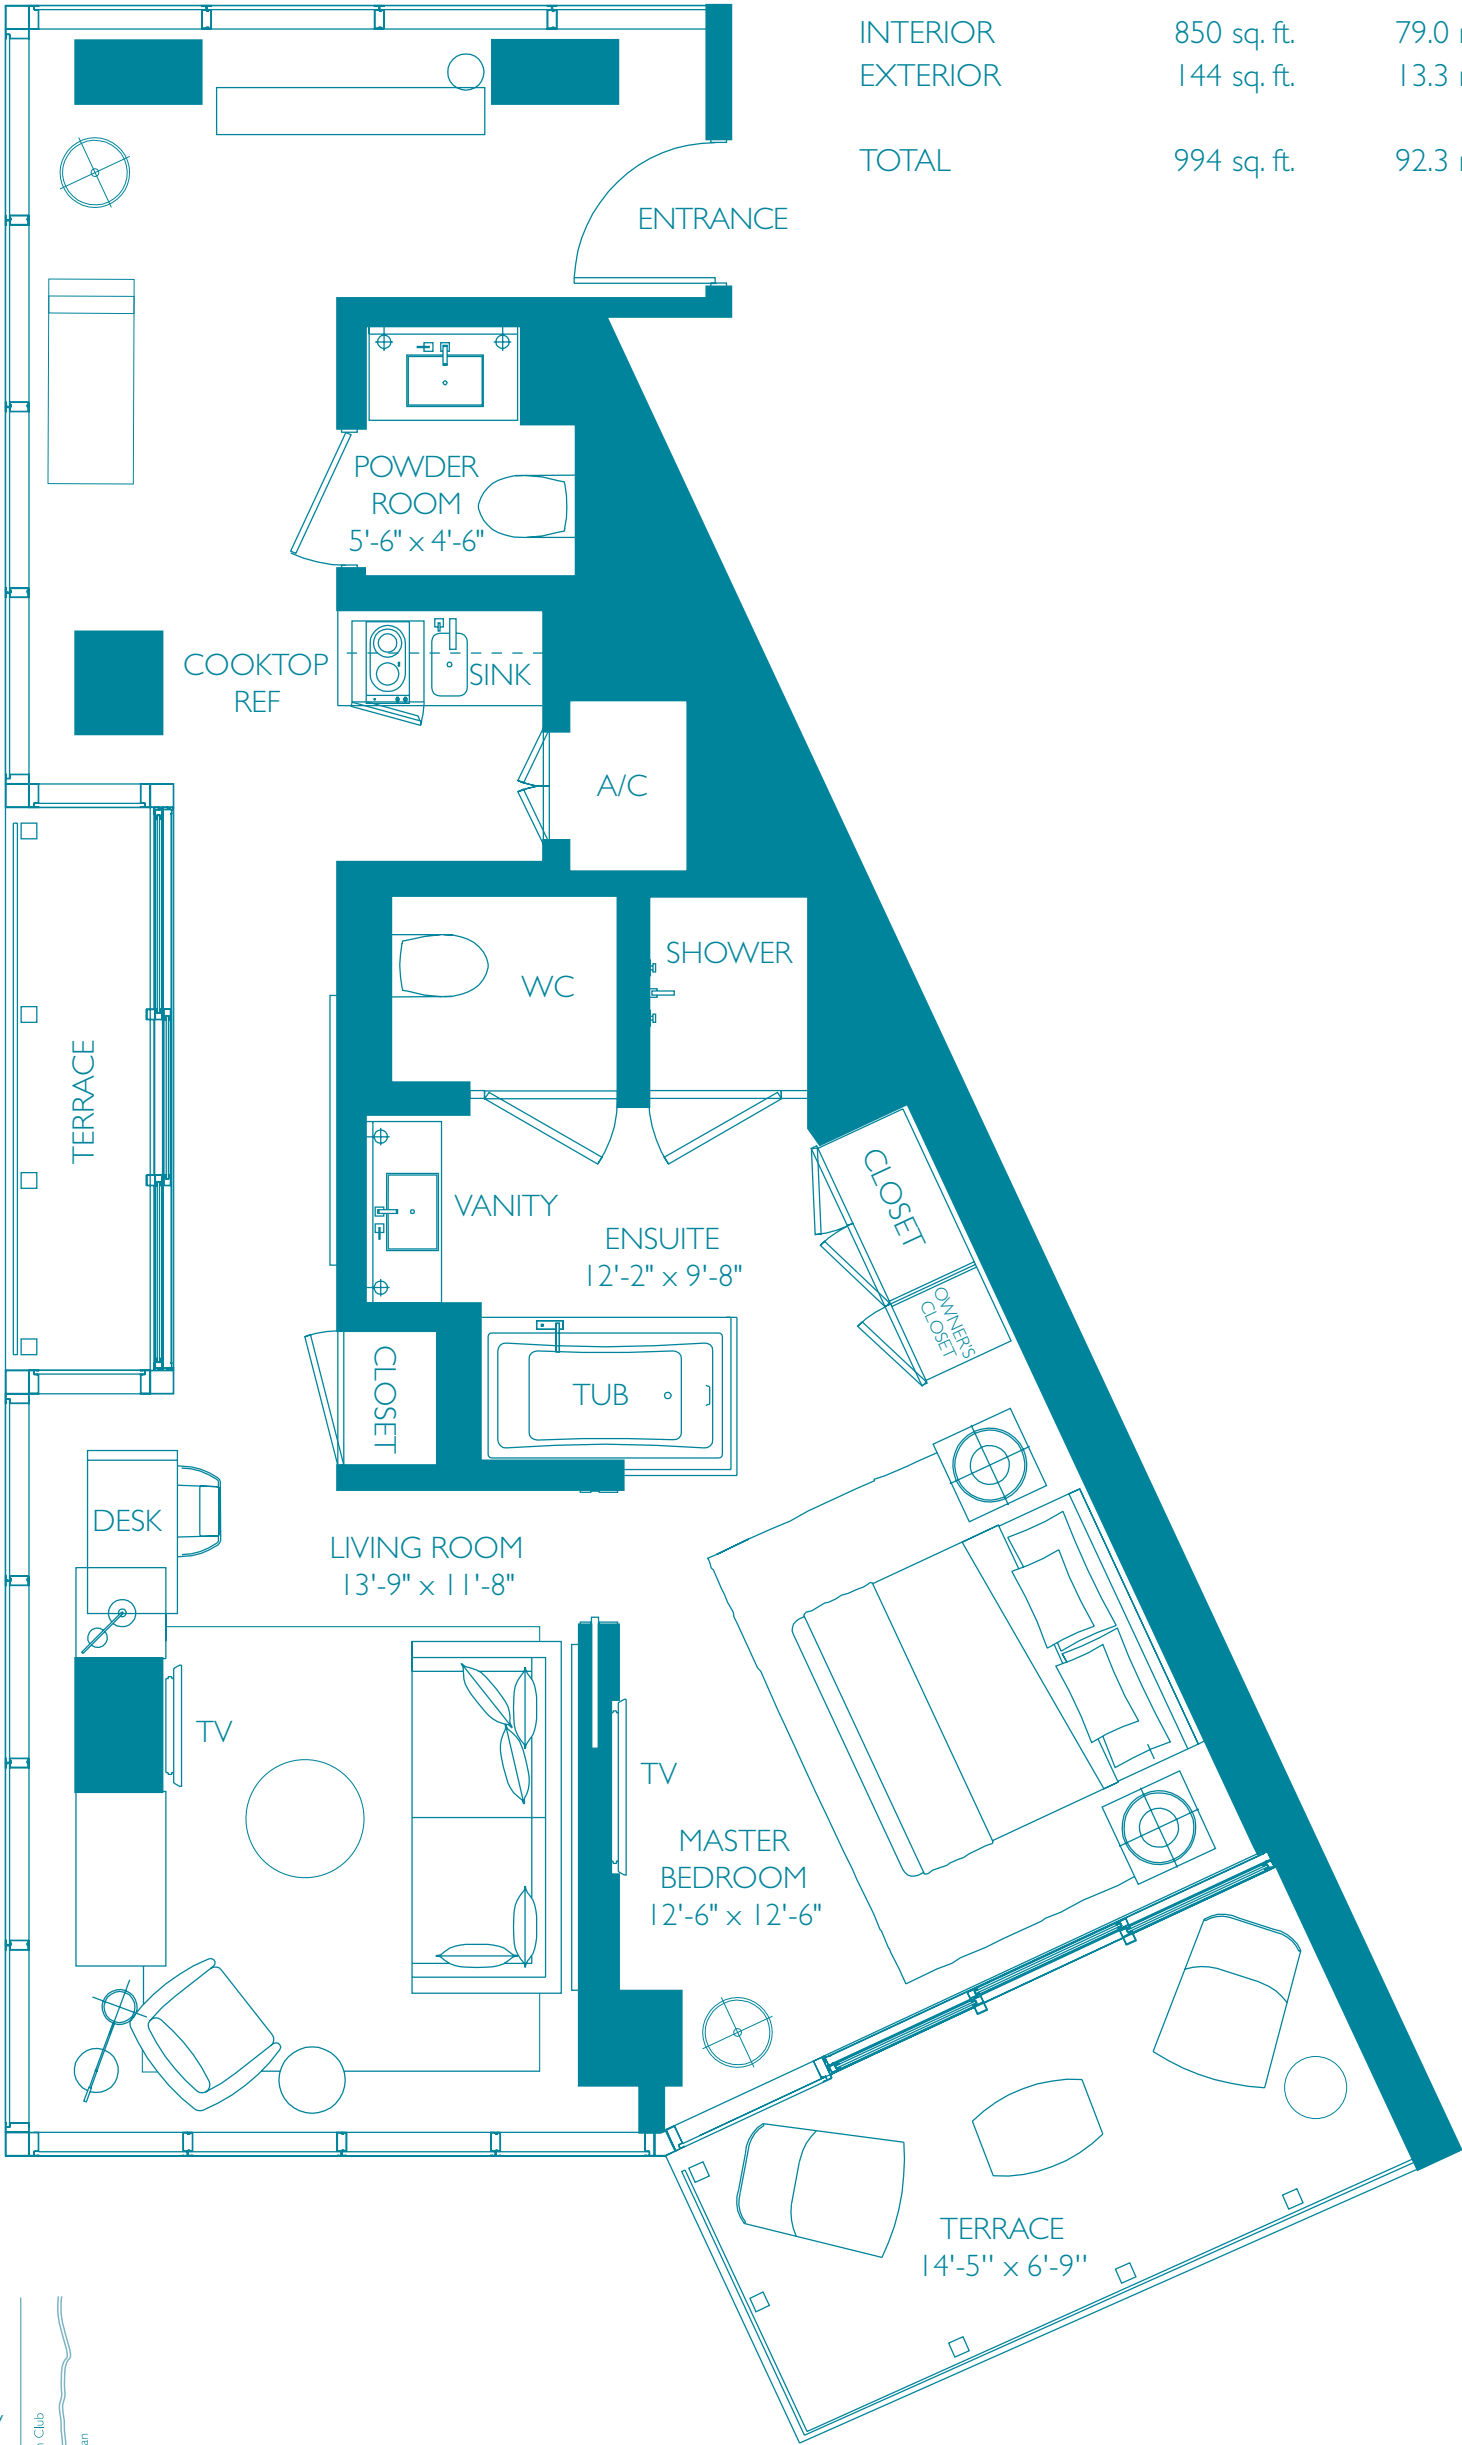 INTERIOR 850 sq. ft. 79.0
EXTERIOR 144 sq. ft. 13.3
TOTAL 994 sq. ft. 92.3
ENTRANCE
POWDER
ROOM
5'-6" x 4'-6"
COOKTOP
REF
SINK
A/C
SHOWER
WC
TERRACE
VANITY
ENSUITE
12'-2" x 9'-8"
CLOSET
OWNER'S
CLOSET
CLOSET
TUB
DESK
LIVING ROOM
13'-9" x 11'-8"
TV
TV
MASTER
BEDROOM
12'-6" x 12'-6"
TERRACE
14'-5" x 6'-9"
Club